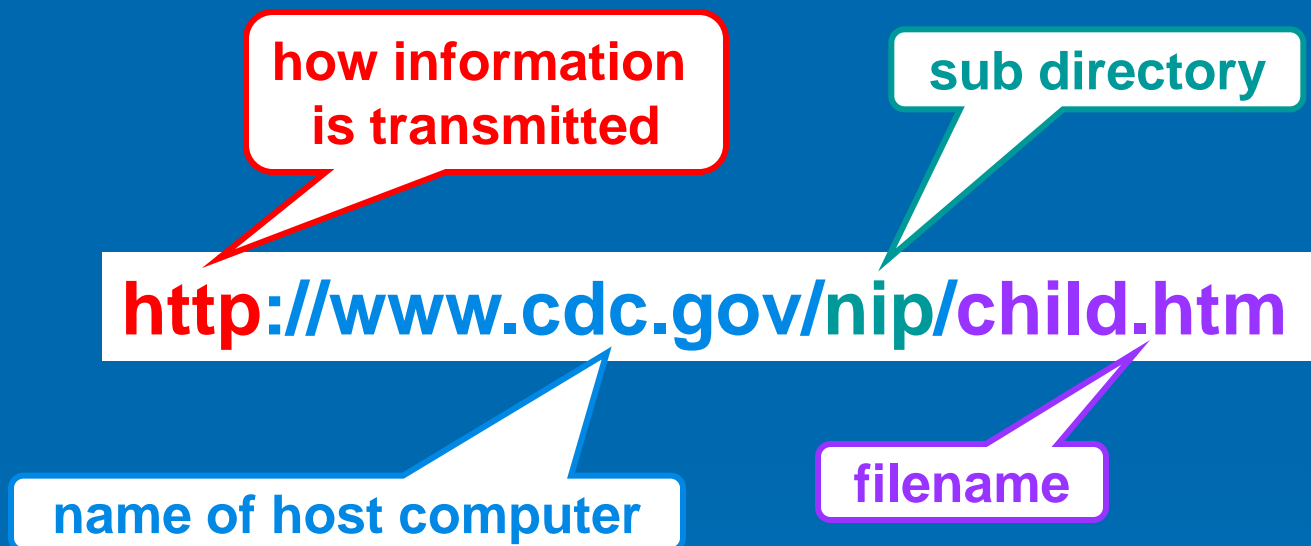 how information
is transmitted
sub directory
http://www.cdc.gov/nip/child.htm
name of host computer
filename